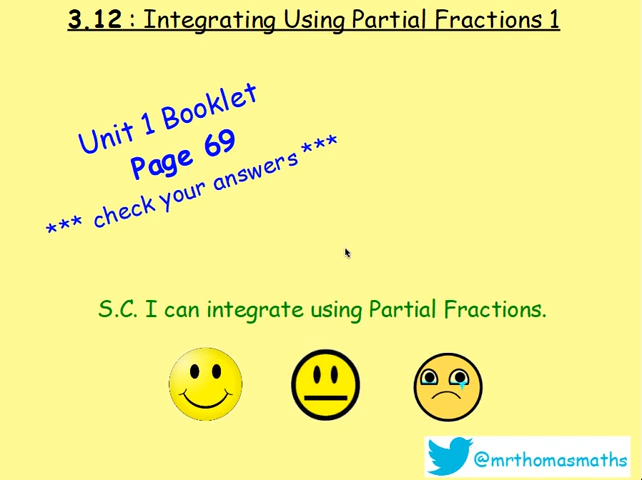 3.12 : Integrating Using Partial Fractions 1
Unit 1 Booklet
Page 69
*** check your answers ***
S.C. I can integrate using Partial Fractions.
@mrthomasmaths